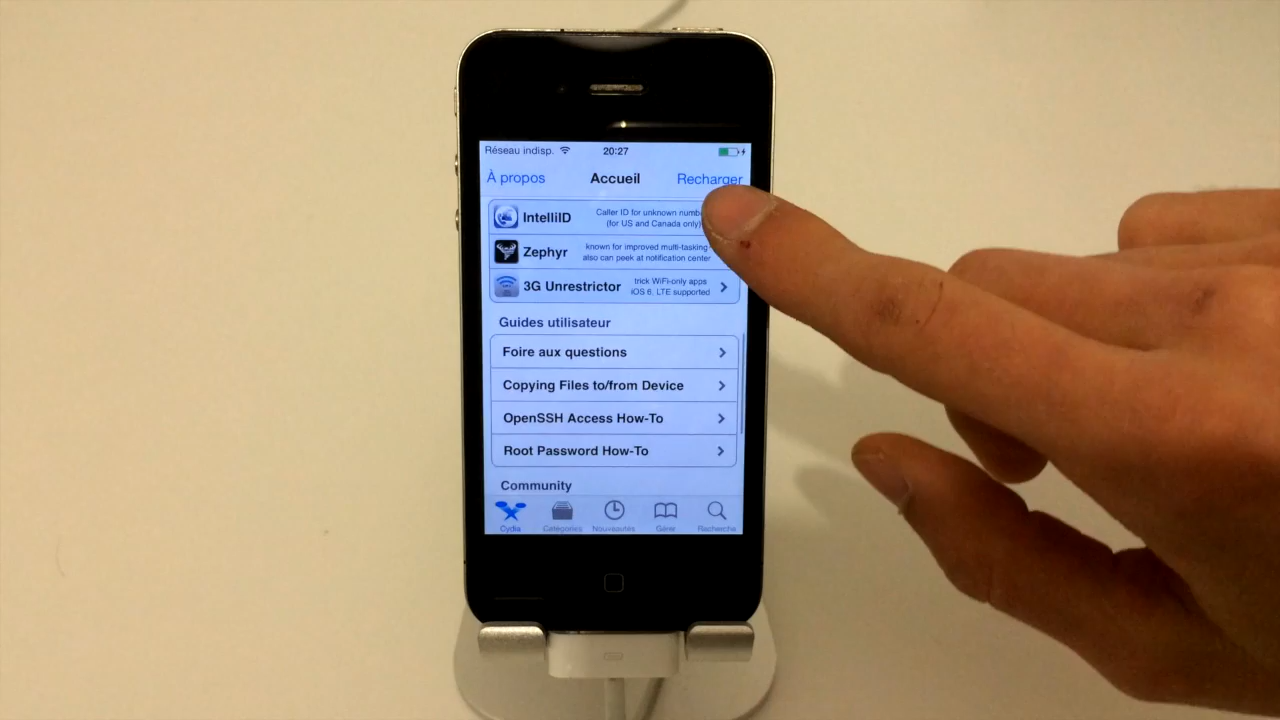 Réseau indisp. 20:27
À propos Accueil Recharger
IntelliID Caller ID for unknown numb
(for US and Canada only)
Zephyr known for improved multi-tasking
also can peek at notification center
3G Unrestrictor trick WiFi-only apps
iOS 6, LTE supported
Guides utilisateur
Foire aux questions
Copying Files to/from Device
OpenSSH Access How-To
Root Password How-To
Community
Cydia Catégories Nouveautés Gérer Recherche